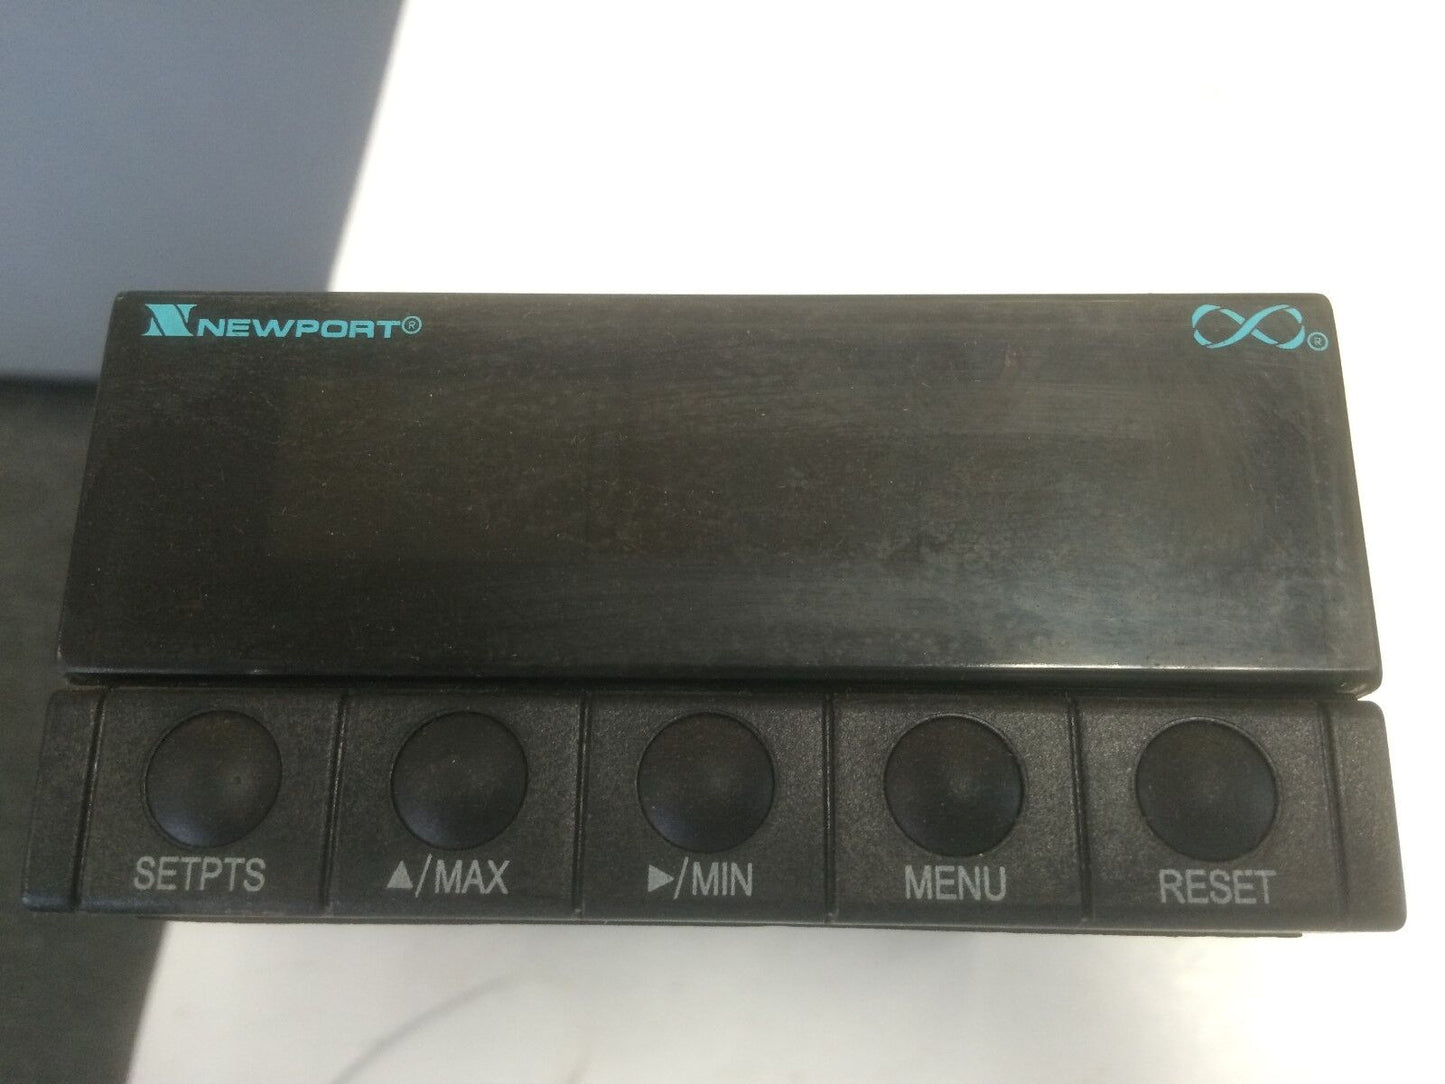 N NEWPORT® ®
SETPTS ▲/MAX ▶/MIN MENU RESET